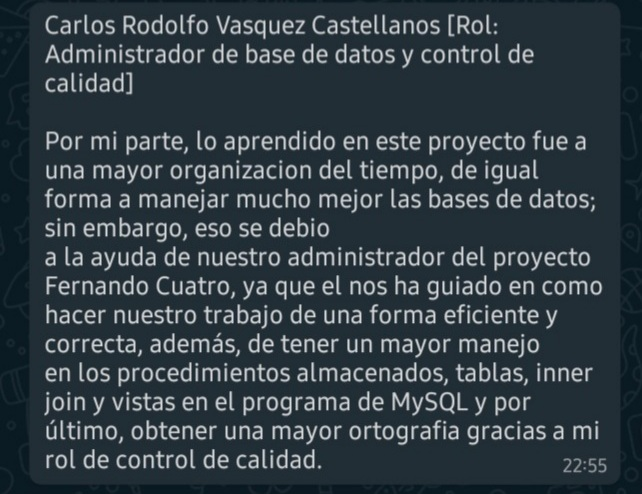 Carlos Rodolfo Vasquez Castellanos [Rol:
Administrador de base de datos y control de
calidad]
Por mi parte, lo aprendido en este proyecto fue a
una mayor organizacion del tiempo, de igual
forma a manejar mucho mejor las bases de datos;
sin embargo, eso se debio
a la ayuda de nuestro administrador del proyecto
Fernando Cuatro, ya que el nos ha guiado en como
hacer nuestro trabajo de una forma eficiente y
correcta, además, de tener un mayor manejo
en los procedimientos almacenados, tablas, inner
join y vistas en el programa de MySQL y por
último, obtener una mayor ortografia gracias a mi
rol de control de calidad.
22:55